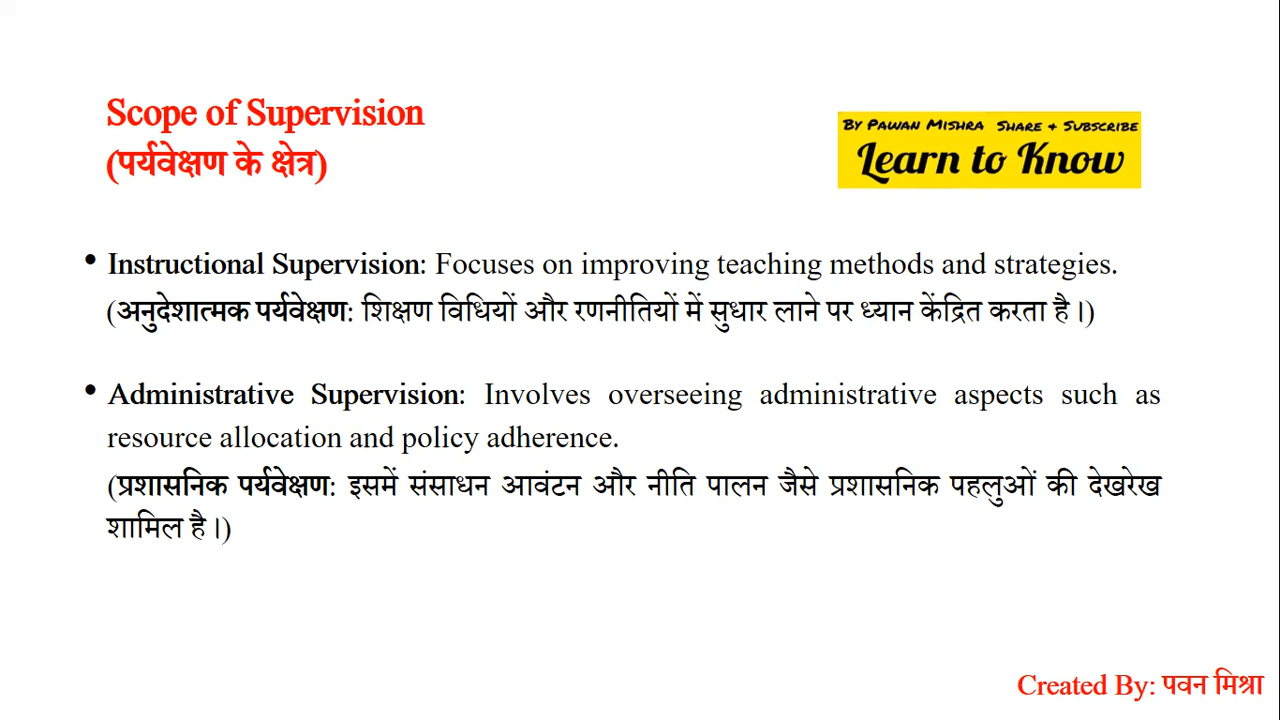 Scope of Supervision
(पर्यवेक्षण के क्षेत्र)
By Pawan Mishra Share & Subscribe
Learn to Know
• Instructional Supervision: Focuses on improving teaching methods and strategies.
(अनुदेशात्मक पर्यवेक्षण: शिक्षण विधियों और रणनीतियों में सुधार लाने पर ध्यान केंद्रित करता है।)
• Administrative Supervision: Involves overseeing administrative aspects such as
resource allocation and policy adherence.
(प्रशासनिक पर्यवेक्षण: इसमें संसाधन आवंटन और नीति पालन जैसे प्रशासनिक पहलुओं की देखरेख
शामिल है।)
Created By: पवन मिश्रा